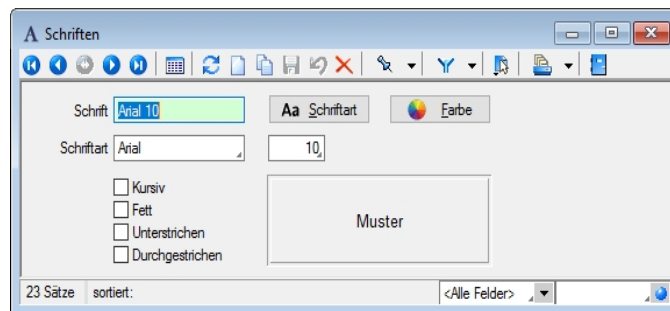 A Schriften
Schrift Arial 10 Aa Schriftart Farbe
Schriftart Arial 10
Kursiv
Fett
Unterstrichen
Durchgestrichen
Muster
23 Sätze sortiert: <Alle Felder>